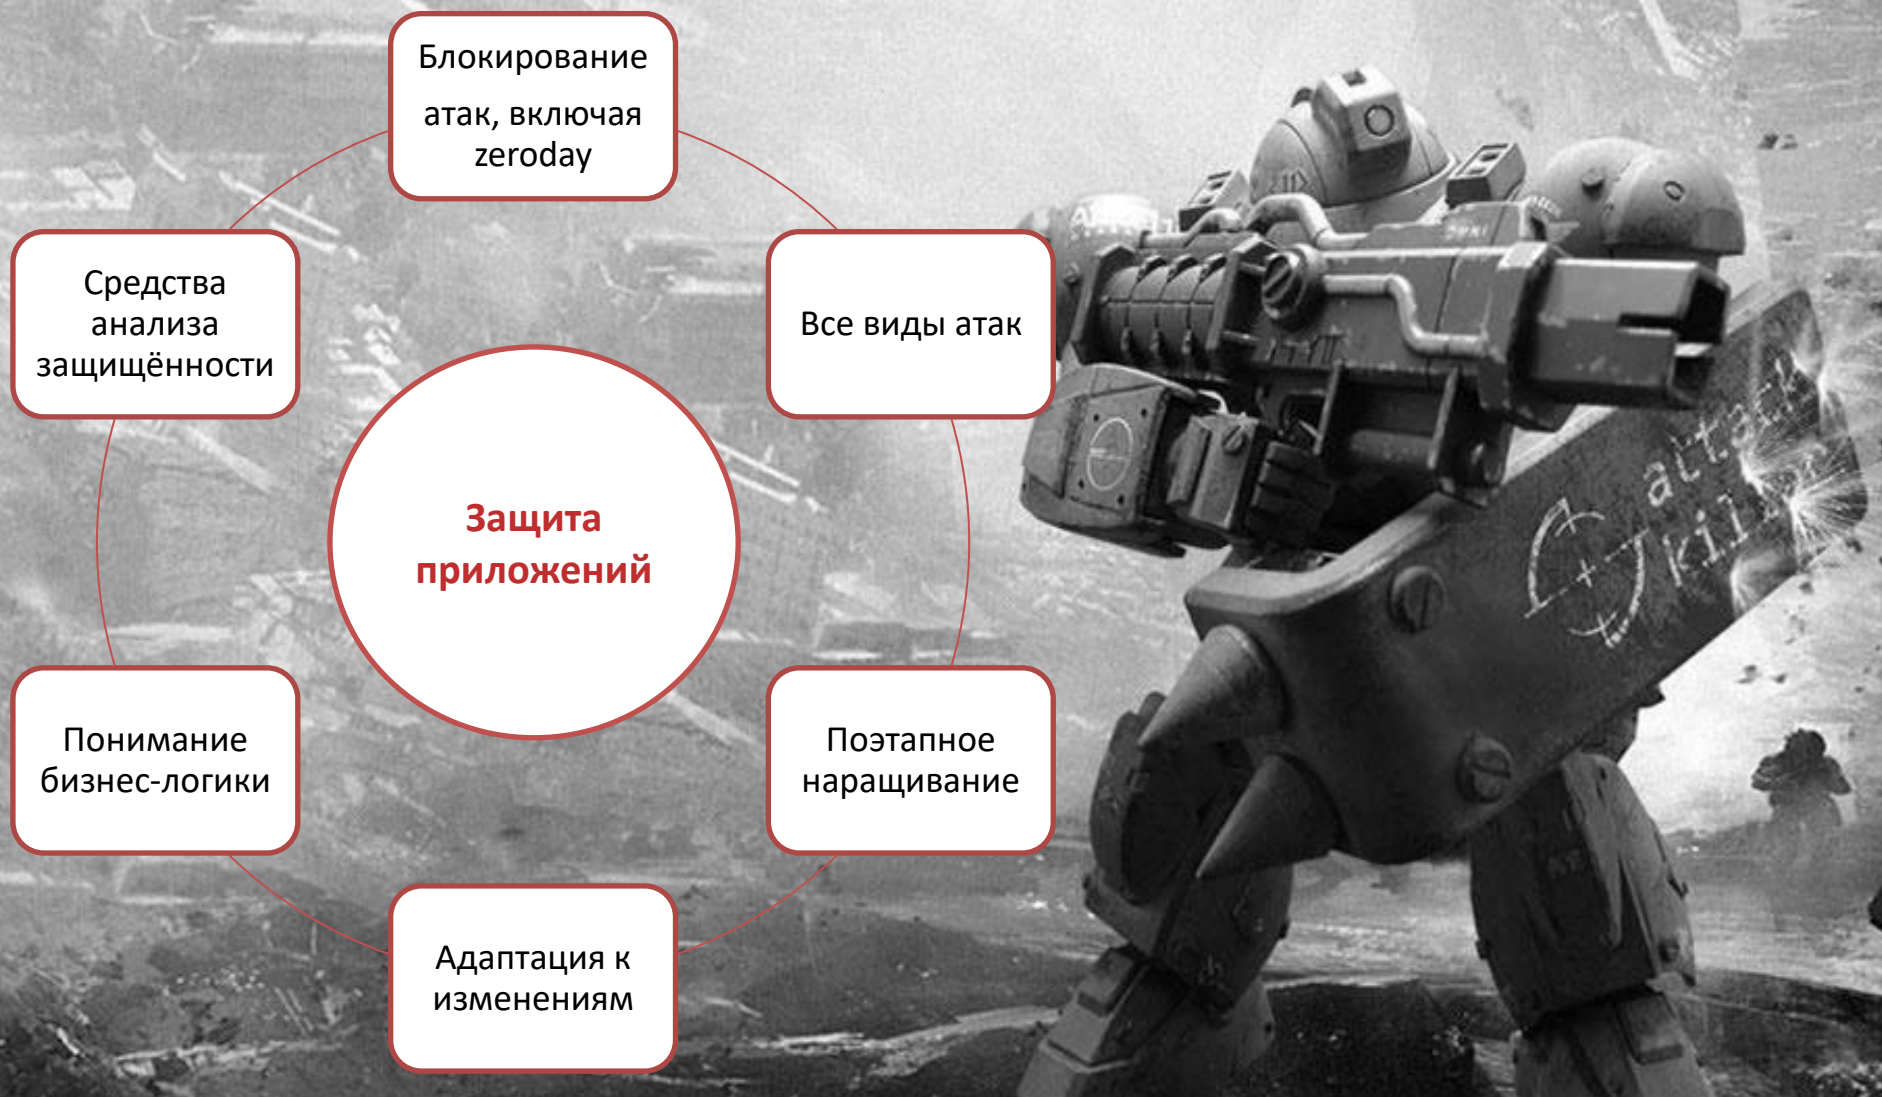 Блокирование
атак, включая
zeroday
Средства
анализа
защищённости
Все виды атак
Защита
приложений
Понимание
бизнес-логики
Поэтапное
наращивание
Адаптация к
изменениям
attack